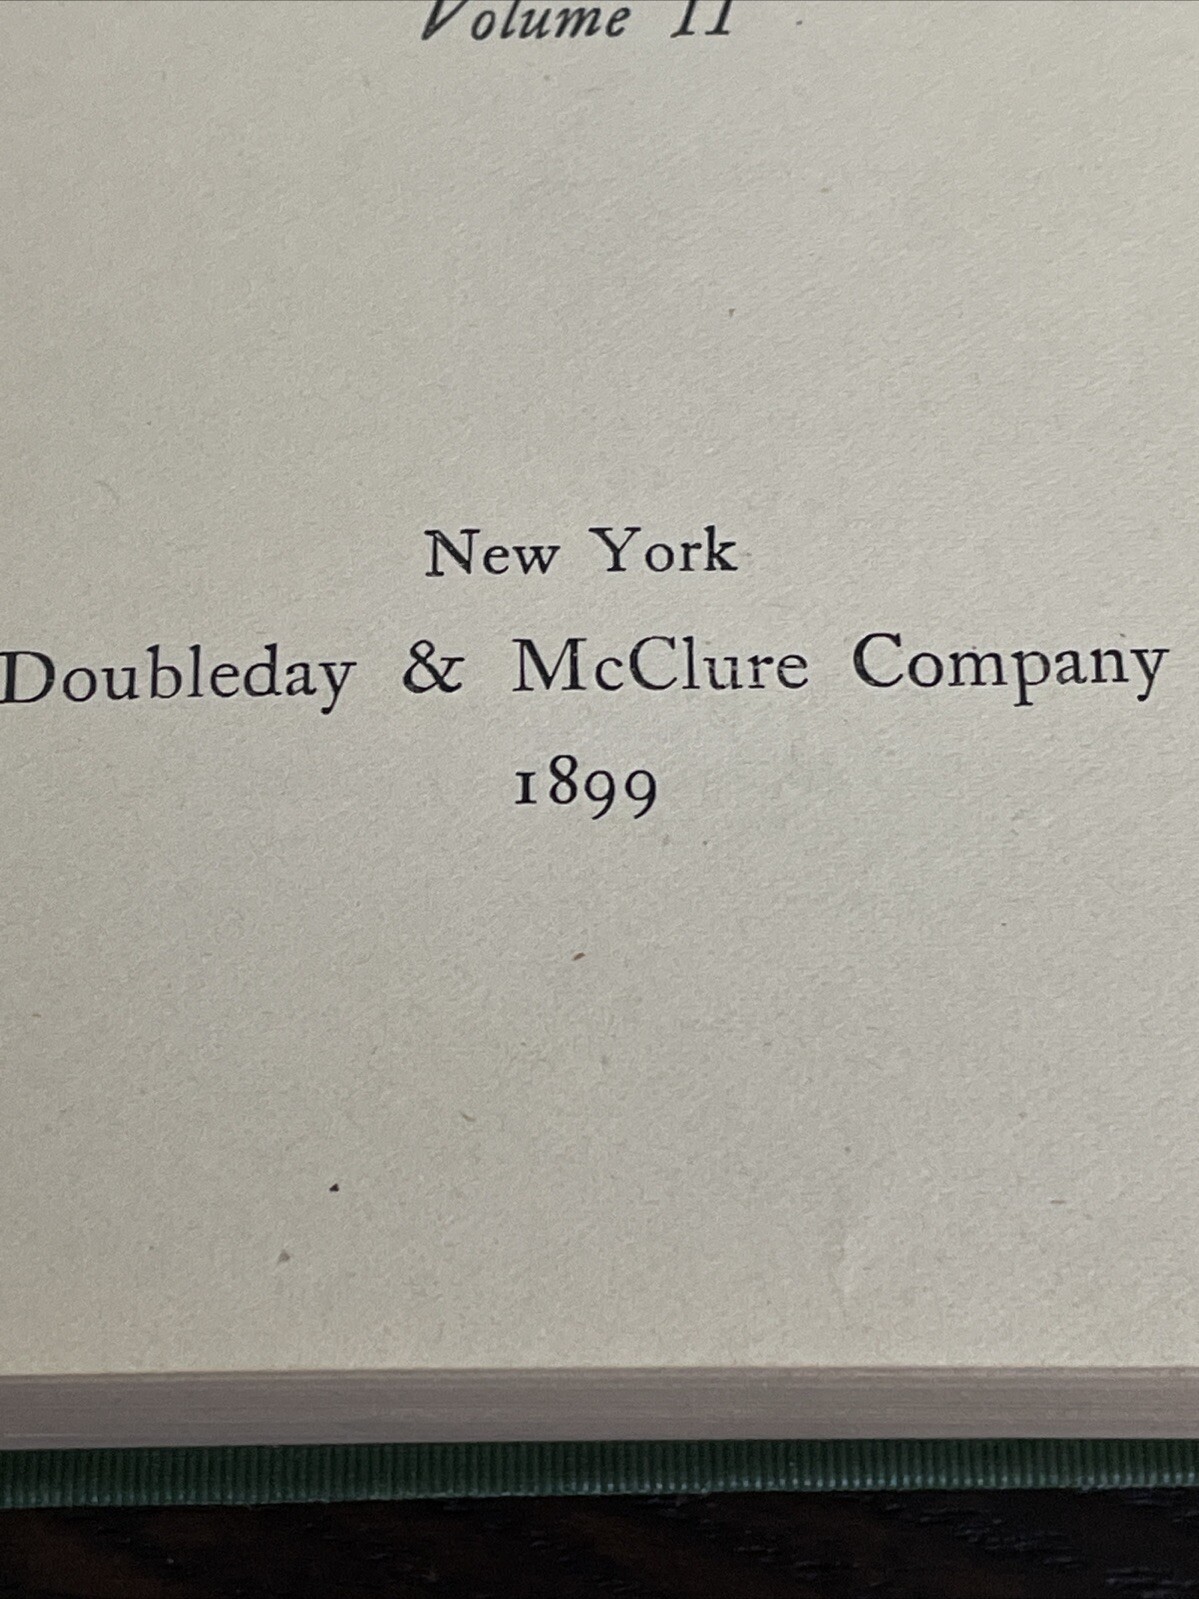 Volume II
New York
Doubleday & McClure Company
1899